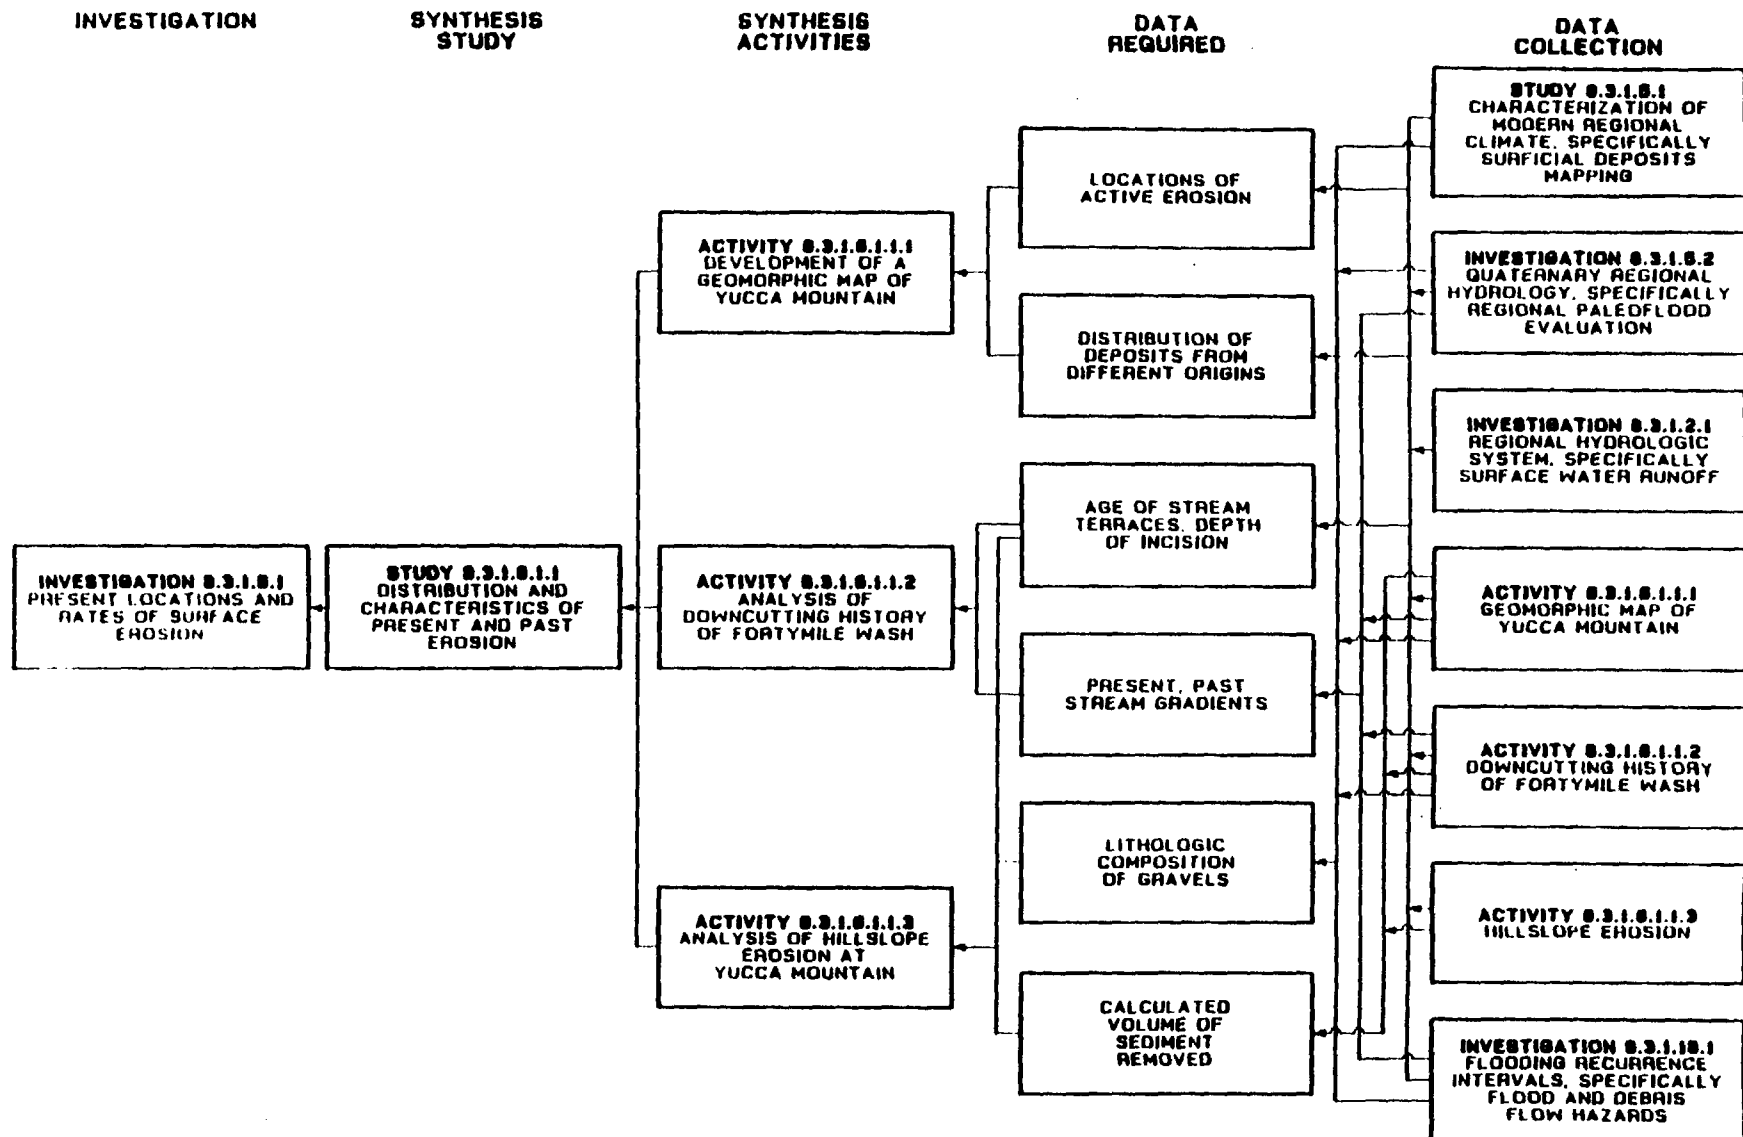 INVESTIGATION
SYNTHESIS
STUDY
SYNTHESIS
ACTIVITIES
DATA
REQUIRED
DATA
COLLECTION
INVESTIGATION 8.3.1.6.1
PRESENT LOCATIONS AND
RATES OF SURFACE
EROSION
STUDY 8.3.1.6.1.1
DISTRIBUTION AND
CHARACTERISTICS OF
PRESENT AND PAST
EROSION
ACTIVITY 8.3.1.6.1.1.1
DEVELOPMENT OF A
GEOMORPHIC MAP OF
YUCCA MOUNTAIN
ACTIVITY 8.3.1.6.1.1.2
ANALYSIS OF
DOWNCUTTING HISTORY
OF FORTYMILE WASH
ACTIVITY 8.3.1.6.1.1.3
ANALYSIS OF HILLSLOPE
EROSION AT
YUCCA MOUNTAIN
LOCATIONS OF
ACTIVE EROSION
DISTRIBUTION OF
DEPOSITS FROM
DIFFERENT ORIGINS
AGE OF STREAM
TERRACES, DEPTH
OF INCISION
PRESENT, PAST
STREAM GRADIENTS
LITHOLOGIC
COMPOSITION
OF GRAVELS
CALCULATED
VOLUME OF
SEDIMENT
REMOVED
STUDY 8.3.1.5.1
CHARACTERIZATION OF
MODERN REGIONAL
CLIMATE, SPECIFICALLY
SURFICIAL DEPOSITS
MAPPING
INVESTIGATION 8.3.1.5.2
QUATERNARY REGIONAL
HYDROLOGY, SPECIFICALLY
REGIONAL PALEOFLOOD
EVALUATION
INVESTIGATION 8.3.1.2.1
REGIONAL HYDROLOGIC
SYSTEM, SPECIFICALLY
SURFACE WATER RUNOFF
ACTIVITY 8.3.1.6.1.1.1
GEOMORPHIC MAP OF
YUCCA MOUNTAIN
ACTIVITY 8.3.1.6.1.1.2
DOWNCUTTING HISTORY
OF FORTYMILE WASH
ACTIVITY 8.3.1.6.1.1.3
HILLSLOPE EROSION
INVESTIGATION 8.3.1.16.1
FLOODING RECURRENCE
INTERVALS, SPECIFICALLY
FLOOD AND DEBRIS
FLOW HAZARDS